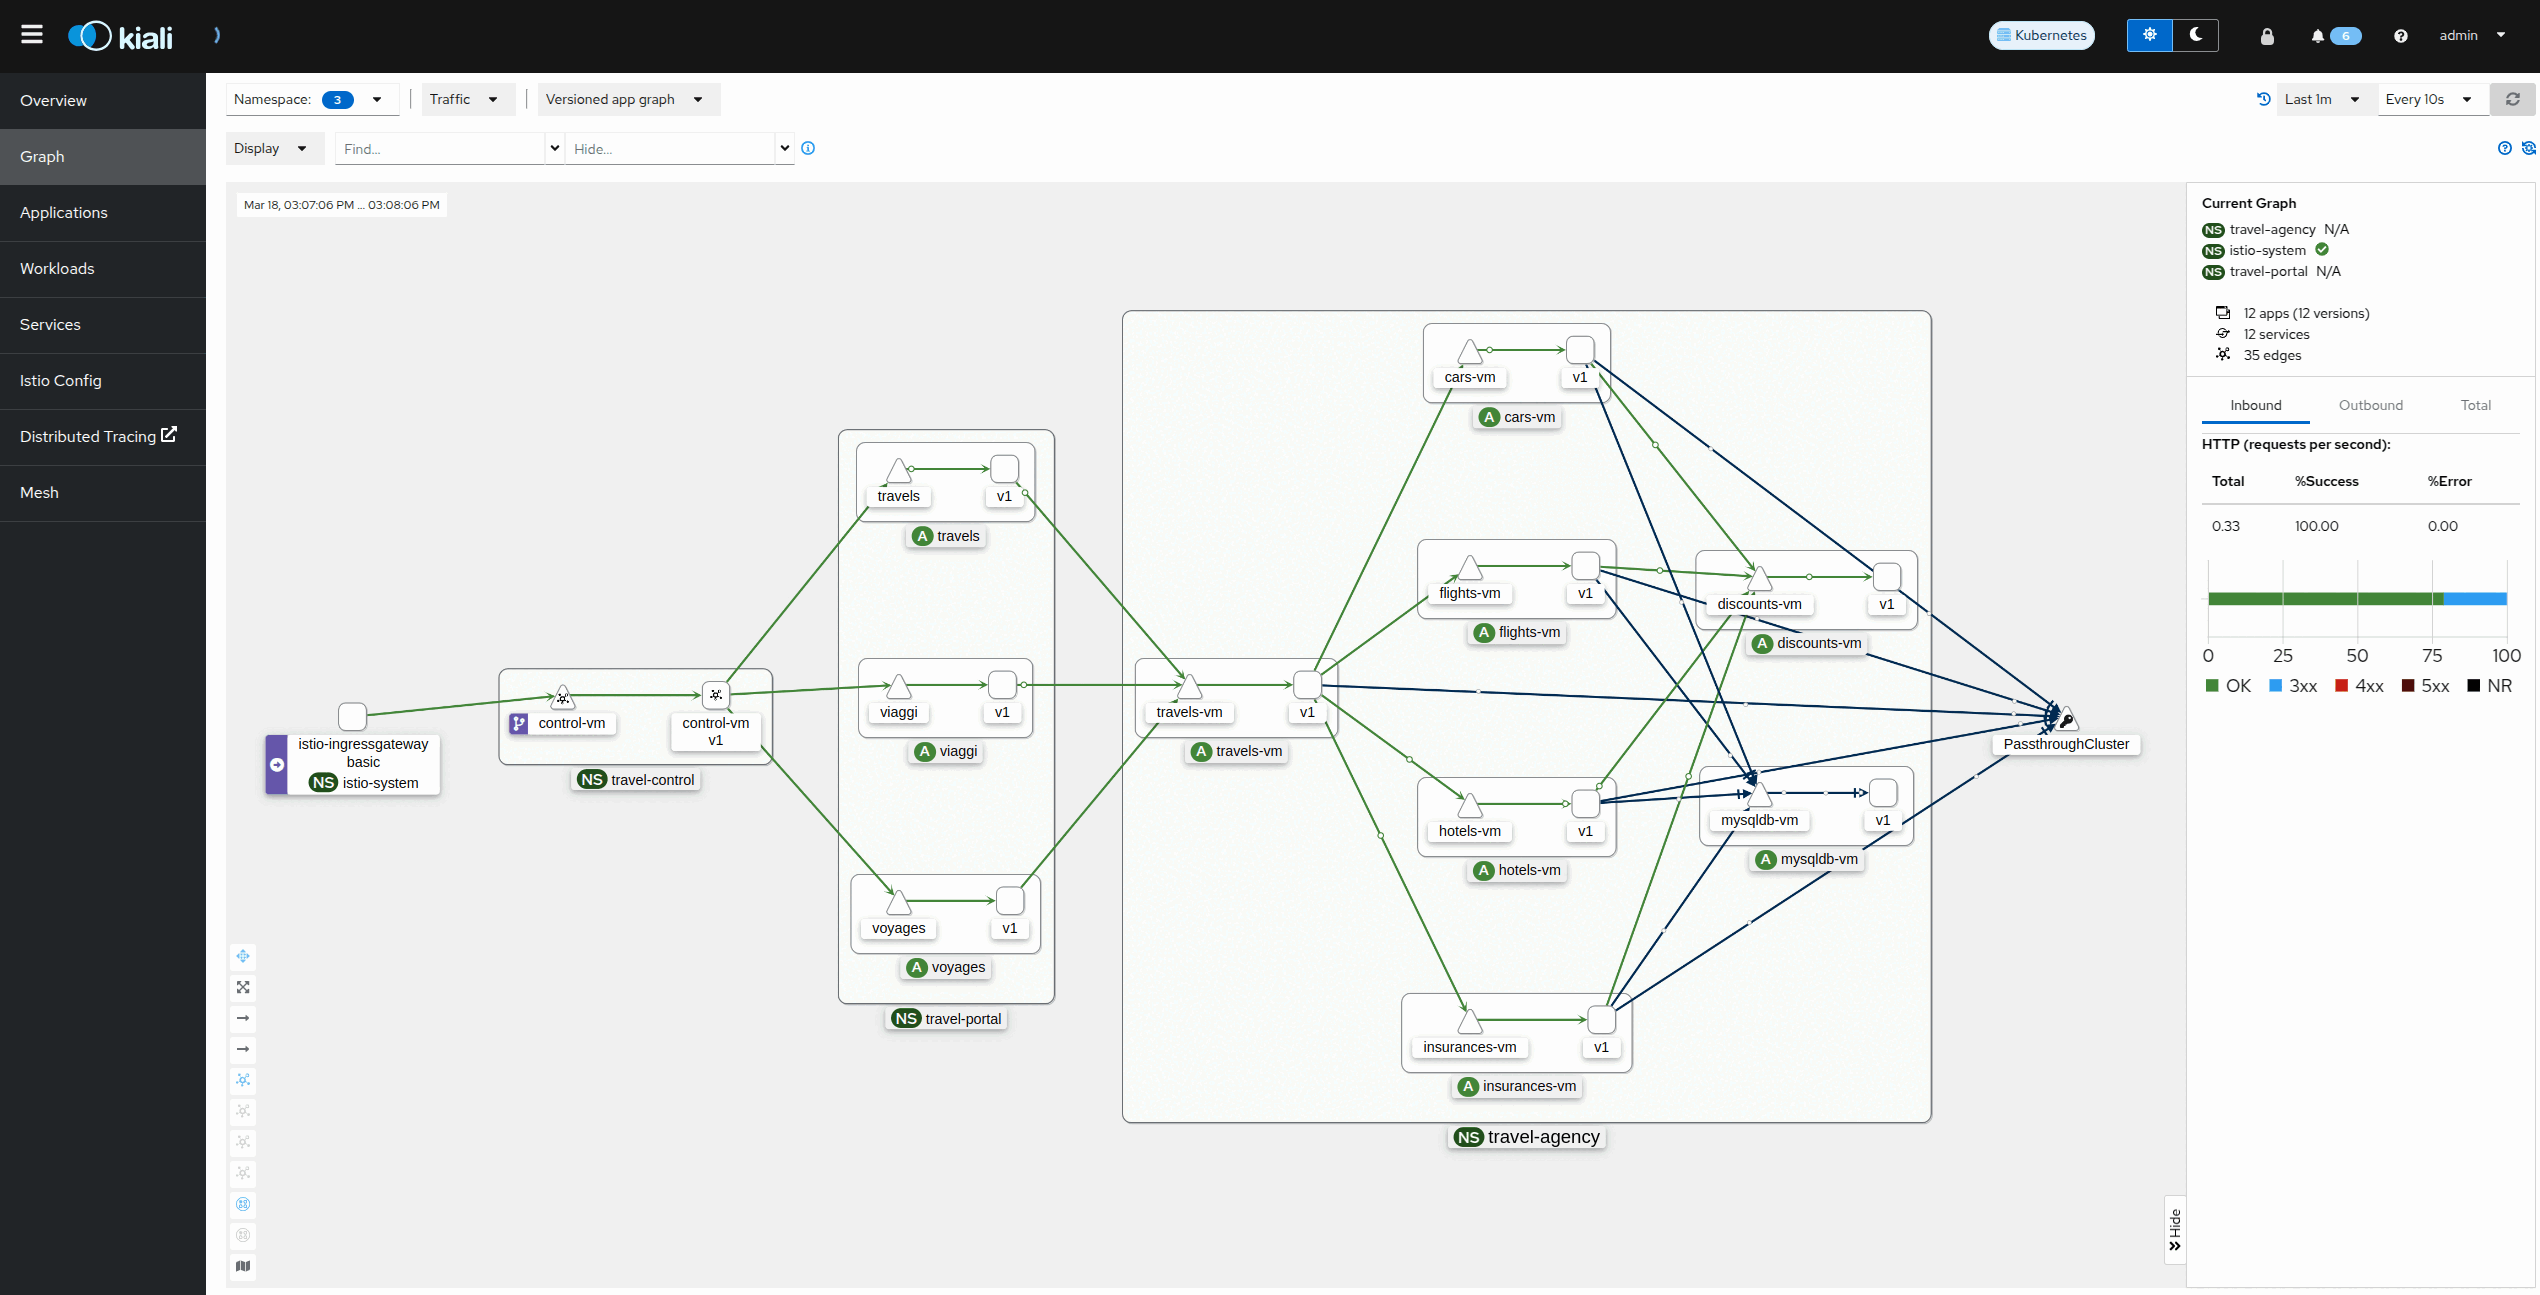 kiali
Kubernetes
6
admin
Overview
Graph
Applications
Workloads
Services
Istio Config
Distributed Tracing
Mesh
Namespace: 3
Traffic
Versioned app graph
Last 1m
Every 10s
Display
Find...
Hide...
Mar 18, 03:07:06 PM ... 03:08:06 PM
istio-ingressgateway
basic
NS istio-system
control-vm
control-vm
v1
NS travel-control
travels
v1
A travels
viaggi
v1
A viaggi
voyages
v1
A voyages
NS travel-portal
travels-vm
v1
A travels-vm
cars-vm
v1
A cars-vm
flights-vm
v1
A flights-vm
discounts-vm
v1
A discounts-vm
hotels-vm
v1
A hotels-vm
mysqldb-vm
v1
A mysqldb-vm
insurances-vm
v1
A insurances-vm
NS travel-agency
PassthroughCluster
Hide
Current Graph
NS travel-agency N/A
NS istio-system
NS travel-portal N/A
12 apps (12 versions)
12 services
35 edges
Inbound Outbound Total
HTTP (requests per second):
Total %Success %Error
0.33 100.00 0.00
0 25 50 75 100
OK 3xx 4xx 5xx NR